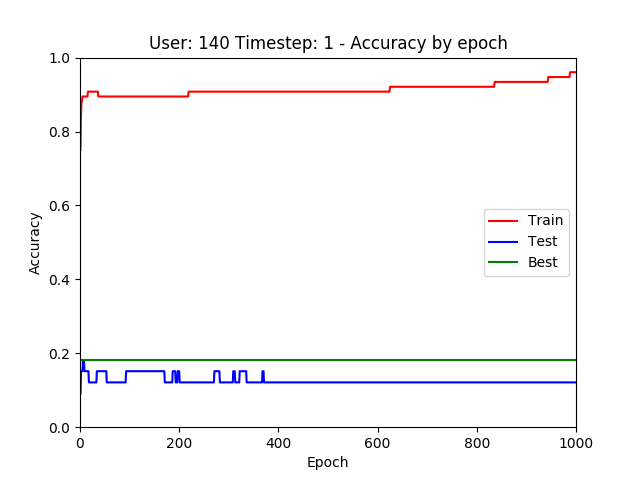 User: 140 Timestep: 1 - Accuracy by epoch
1.0
0.8
0.6
0.4
0.2
0.0
Accuracy
Train
Test
Best
0 200 400 600 800 1000
Epoch